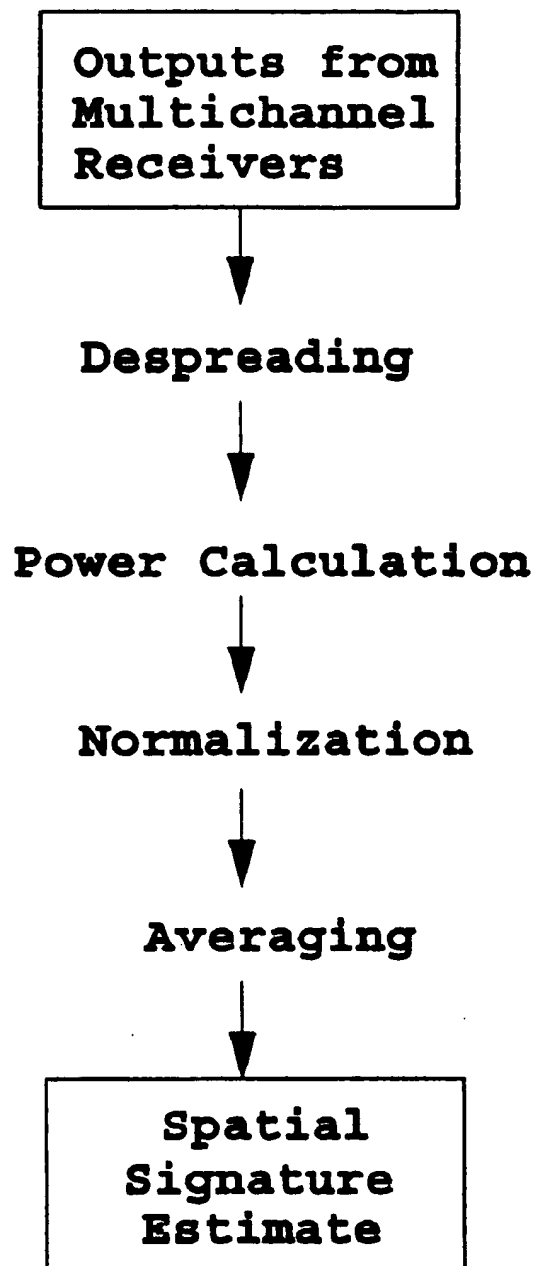 Outputs from
Multichannel
Receivers
Despreading
Power Calculation
Normalization
Averaging
Spatial
Signature
Estimate